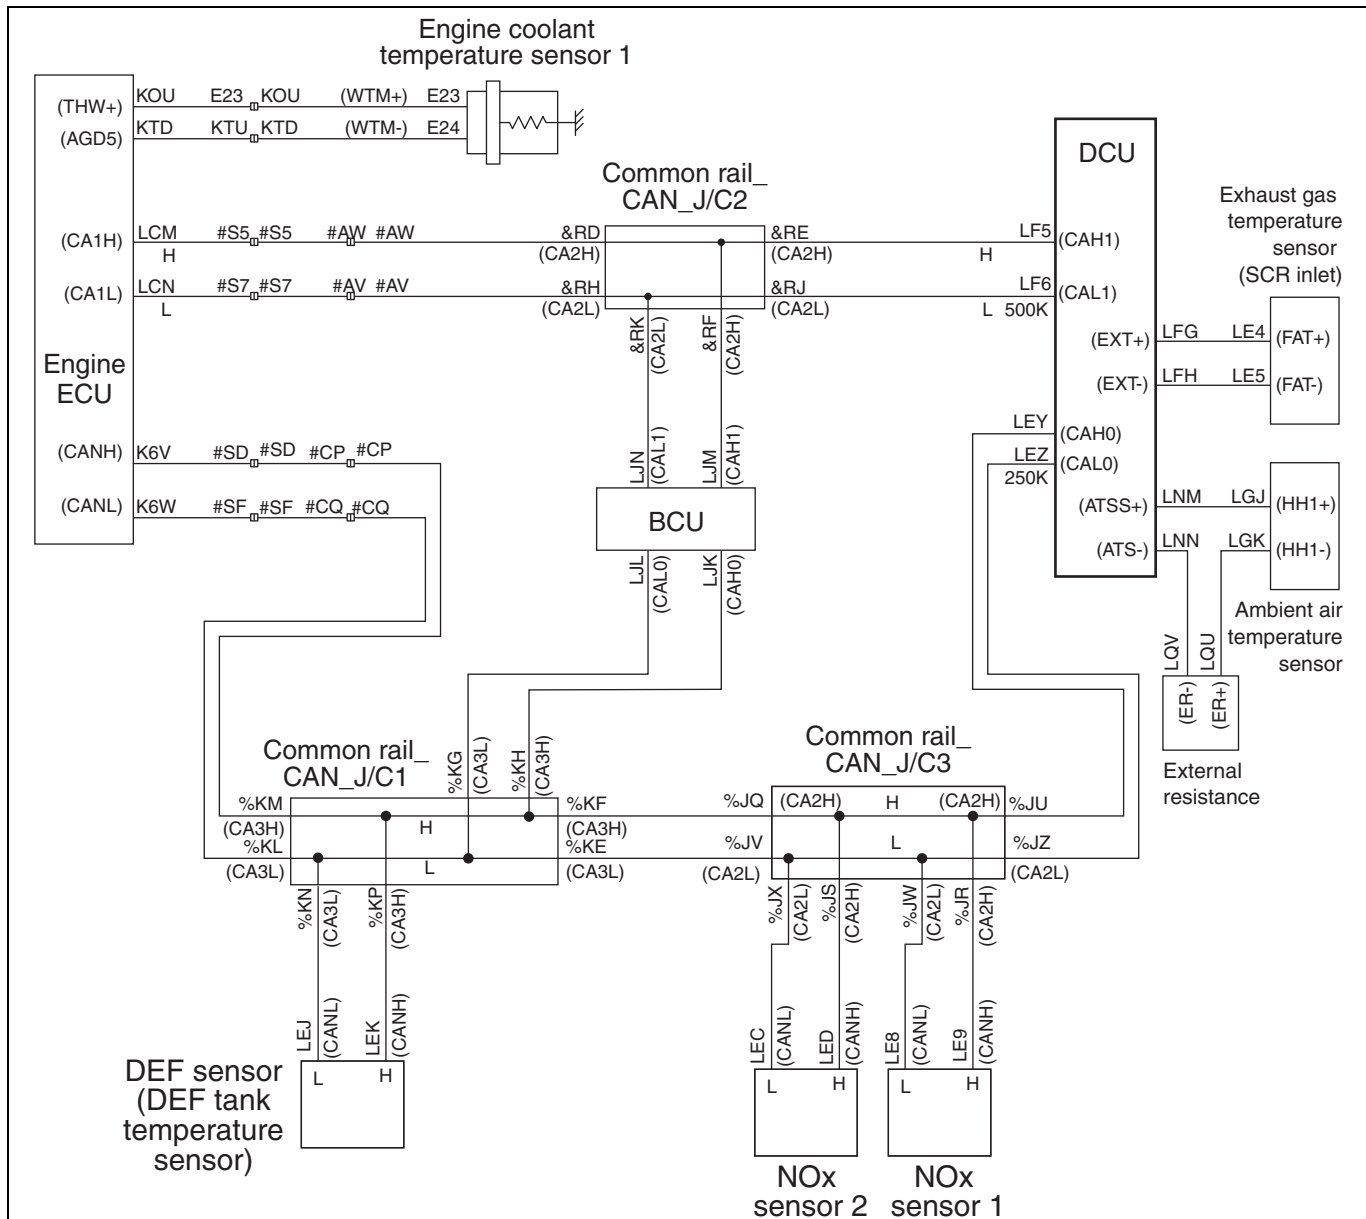 Engine coolant
temperature sensor 1
(THW+) KOU E23 KOU (WTM+) E23
(AGD5) KTD KTU KTD (WTM-) E24
DCU
Common rail_
CAN_J/C2
Exhaust gas
temperature
sensor
(SCR inlet)
(CA1H) LCM #S5 #S5 #AW #AW &RD &RE LF5 (CAH1)
H (CA2H) (CA2H) H
(CA1L) LCN #S7 #S7 #AV #AV &RH &RJ LF6 (CAL1)
L (CA2L) (CA2L) L 500K
&RK
(CA2L)
&RF
(CA2H)
(EXT+) LFG LE4 (FAT+)
(EXT-) LFH LE5 (FAT-)
Engine
ECU
LEY (CAH0)
LEZ (CAL0)
250K
(CANH) K6V #SD #SD #CP #CP
(CANL) K6W #SF #SF #CQ #CQ
LJN
(CAL1)
LJM
(CAH1)
BCU
LJL
(CAL0)
LJK
(CAH0)
(ATSS+) LNM LGJ (HH1+)
(ATS-) LNN LGK (HH1-)
Ambient air
temperature
sensor
LQV
LQU
(ER-)
(ER+)
External
resistance
Common rail_
CAN_J/C1
%KG
(CA3L)
%KH
(CA3H)
Common rail_
CAN_J/C3
%KM %KF %JQ (CA2H) H (CA2H) %JU
(CA3H) H (CA3H)
%KL %KE %JV L %JZ
(CA3L) L (CA3L) (CA2L) (CA2L)
%KN
(CA3L)
%KP
(CA3H)
%JX
(CA2L)
%JS
(CA2H)
%JW
(CA2L)
%JR
(CA2H)
LEJ
(CANL)
LEK
(CANH)
LEC
(CANL)
LED
(CANH)
LE8
(CANL)
LE9
(CANH)
L H
L H
L H
DEF sensor
(DEF tank
temperature
sensor)
NOx
sensor 2
NOx
sensor 1